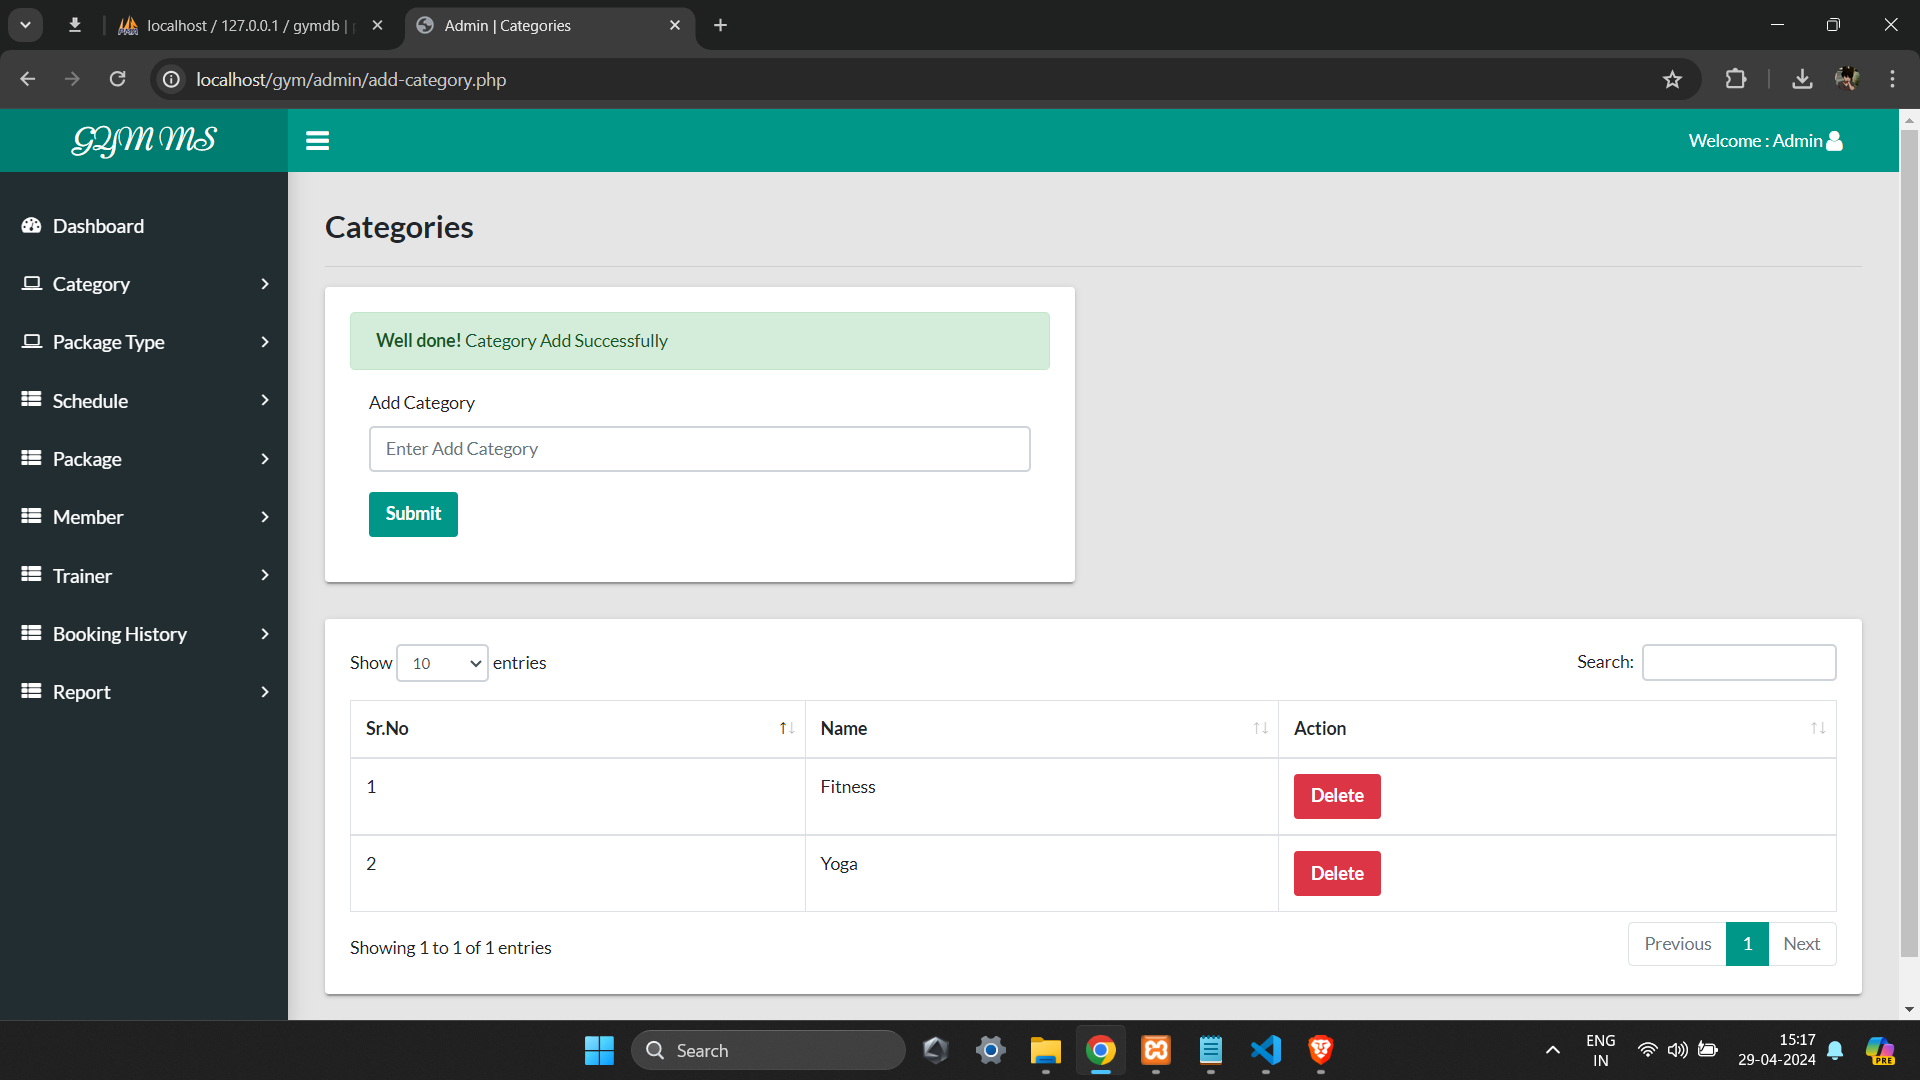 localhost / 127.0.0.1 / gymdb |
Admin | Categories
localhost/gym/admin/add-category.php
GYM MS
Welcome : Admin
Dashboard
Category
Package Type
Schedule
Package
Member
Trainer
Booking History
Report
Categories
Well done! Category Add Successfully
Add Category
Enter Add Category
Submit
Show 10 entries
Search:
Sr.No Name Action
1 Fitness Delete
2 Yoga Delete
Showing 1 to 1 of 1 entries
Previous 1 Next
Search
ENG
IN
15:17
29-04-2024
PRE